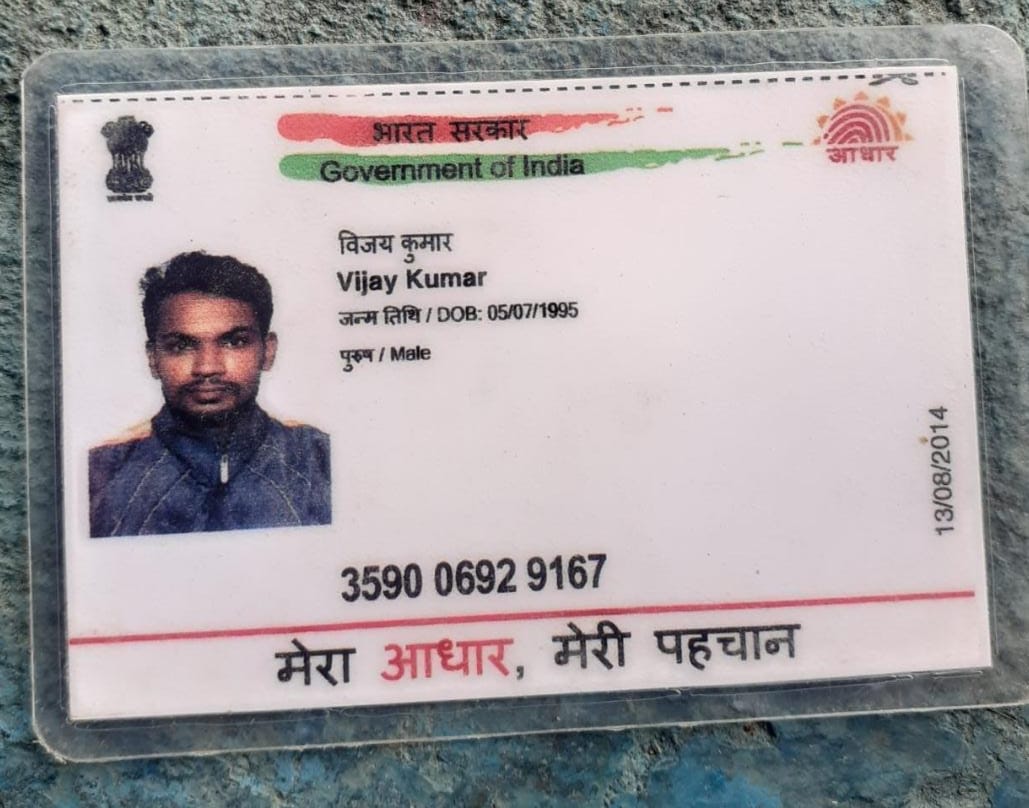 भारत सरकार
Government of India
आधार
विजय कुमार
Vijay Kumar
जन्म तिथि / DOB: 05/07/1995
पुरुष / Male
13/08/2014
3590 0692 9167
मेरा आधार, मेरी पहचान